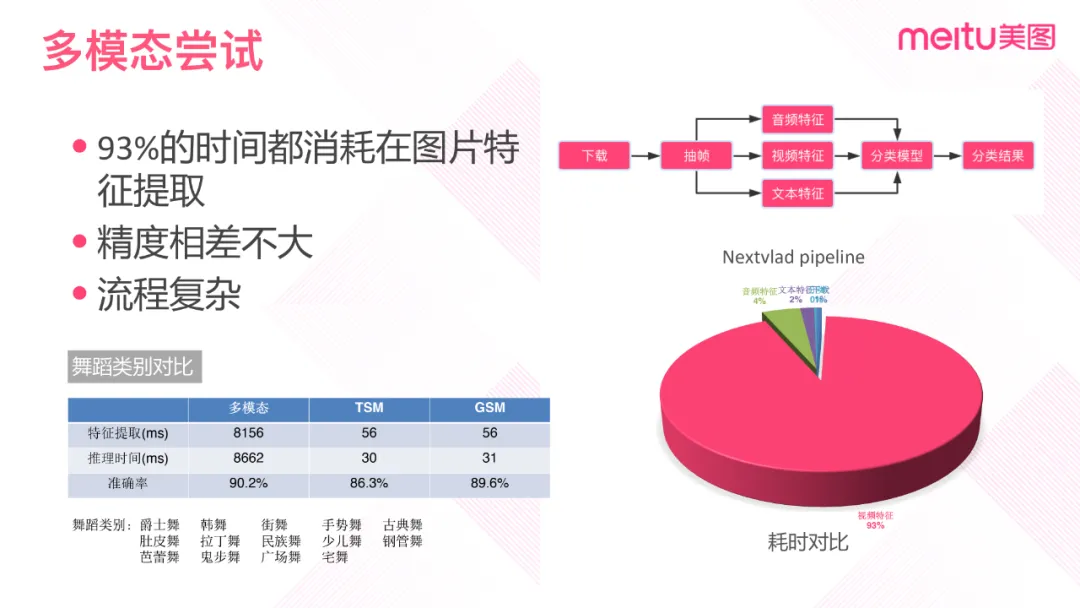 多模态尝试
meitu美图
93%的时间都消耗在图片特
征提取
精度相差不大
流程复杂
下载
抽帧
音频特征
视频特征
文本特征
分类模型
分类结果
Nextvlad pipeline
音频特征
4%
文本特征
2%
视频特征
93%
耗时对比
舞蹈类别对比
多模态 TSM GSM
特征提取(ms) 8156 56 56
推理时间(ms) 8662 30 31
准确率 90.2% 86.3% 89.6%
舞蹈类别： 爵士舞 韩舞 街舞 手势舞 古典舞
肚皮舞 拉丁舞 民族舞 少儿舞 钢管舞
芭蕾舞 鬼步舞 广场舞 宅舞